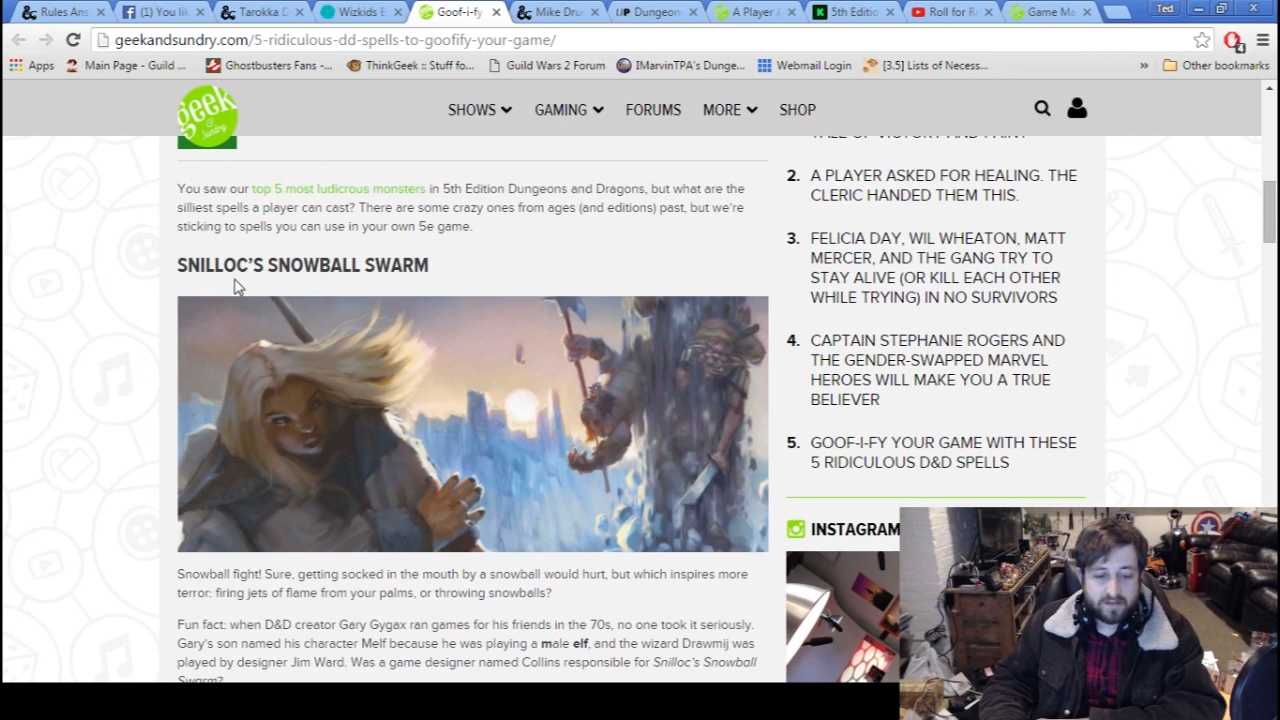 Rules Ans
(1) You lik
Tarokka D
Wizkids E
Goof-i-fy
Mike Dru
Dungeon
A Player A
5th Editio
Roll for R
Game Ma
Ted
geekandsundry.com/5-ridiculous-dd-spells-to-goofify-your-game/
Apps
Main Page - Guild ...
Ghostbusters Fans -...
ThinkGeek :: Stuff fo...
Guild Wars 2 Forum
IMarvinTPA's Dunge...
Webmail Login
[3.5] Lists of Necess...
»
Other bookmarks
geek & Sundry
SHOWS
GAMING
FORUMS
MORE
SHOP
You saw our top 5 most ludicrous monsters in 5th Edition Dungeons and Dragons, but what are the
silliest spells a player can cast? There are some crazy ones from ages (and editions) past, but we're
sticking to spells you can use in your own 5e game.
SNILLOC'S SNOWBALL SWARM
Snowball fight! Sure, getting socked in the mouth by a snowball would hurt, but which inspires more
terror: firing jets of flame from your palms, or throwing snowballs?
Fun fact: when D&D creator Gary Gygax ran games for his friends in the 70s, no one took it seriously.
Gary's son named his character Melf because he was playing a male elf, and the wizard Drawmij was
played by designer Jim Ward. Was a game designer named Collins responsible for Snilloc's Snowball
Swarm?
TALE OF VICTORY AND
2. A PLAYER ASKED FOR HEALING. THE
CLERIC HANDED THEM THIS.
3. FELICIA DAY, WIL WHEATON, MATT
MERCER, AND THE GANG TRY TO
STAY ALIVE (OR KILL EACH OTHER
WHILE TRYING) IN NO SURVIVORS
4. CAPTAIN STEPHANIE ROGERS AND
THE GENDER-SWAPPED MARVEL
HEROES WILL MAKE YOU A TRUE
BELIEVER
5. GOOF-I-FY YOUR GAME WITH THESE
5 RIDICULOUS D&D SPELLS
INSTAGRAM